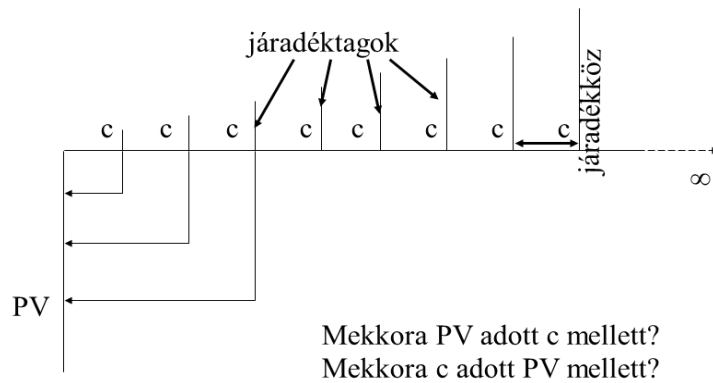 járadéktagok
c c c c c c c c
járadékköz
∞
PV
Mekkora PV adott c mellett?
Mekkora c adott PV mellett?